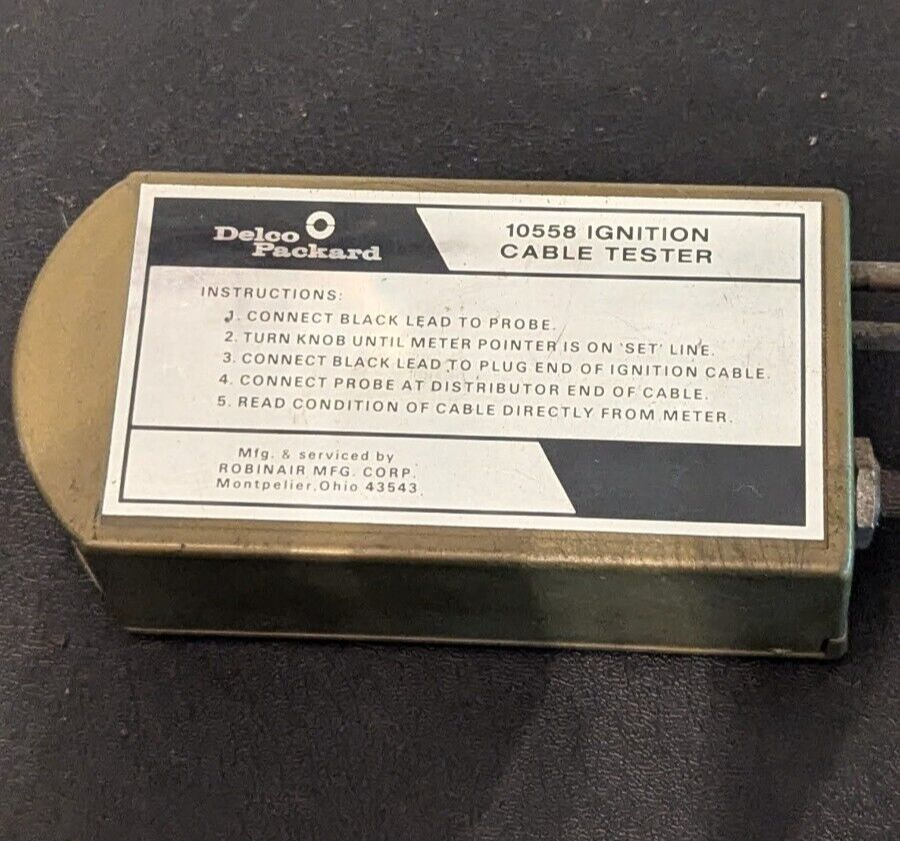 Delco
Packard
10558 IGNITION
CABLE TESTER
INSTRUCTIONS:
1. CONNECT BLACK LEAD TO PROBE.
2. TURN KNOB UNTIL METER POINTER IS ON 'SET' LINE.
3. CONNECT BLACK LEAD TO PLUG END OF IGNITION CABLE.
4. CONNECT PROBE AT DISTRIBUTOR END OF CABLE.
5. READ CONDITION OF CABLE DIRECTLY FROM METER.
Mfg. & serviced by
ROBINAIR MFG. CORP.
Montpelier, Ohio 43543